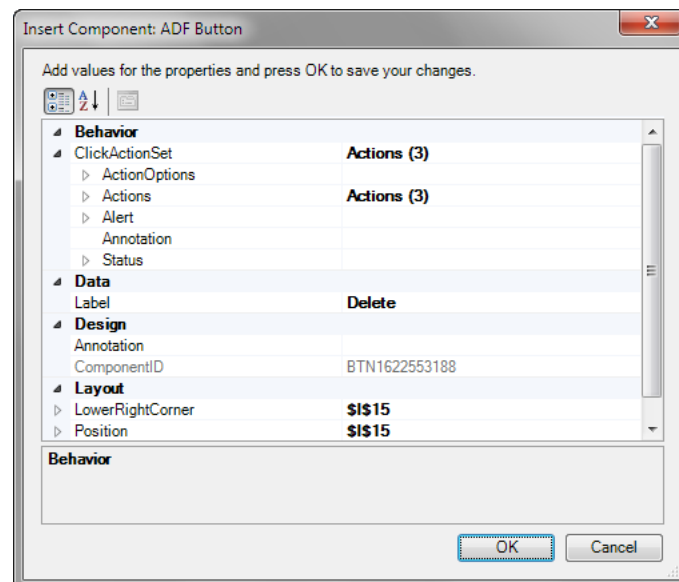 Insert Component: ADF Button
Add values for the properties and press OK to save your changes.
A
Z
Behavior
ClickActionSet Actions (3)
ActionOptions
Actions Actions (3)
Alert
Annotation
Status
Data
Label Delete
Design
Annotation
ComponentID BTN1622553188
Layout
LowerRightCorner $I$15
Position $I$15
Behavior
OK Cancel